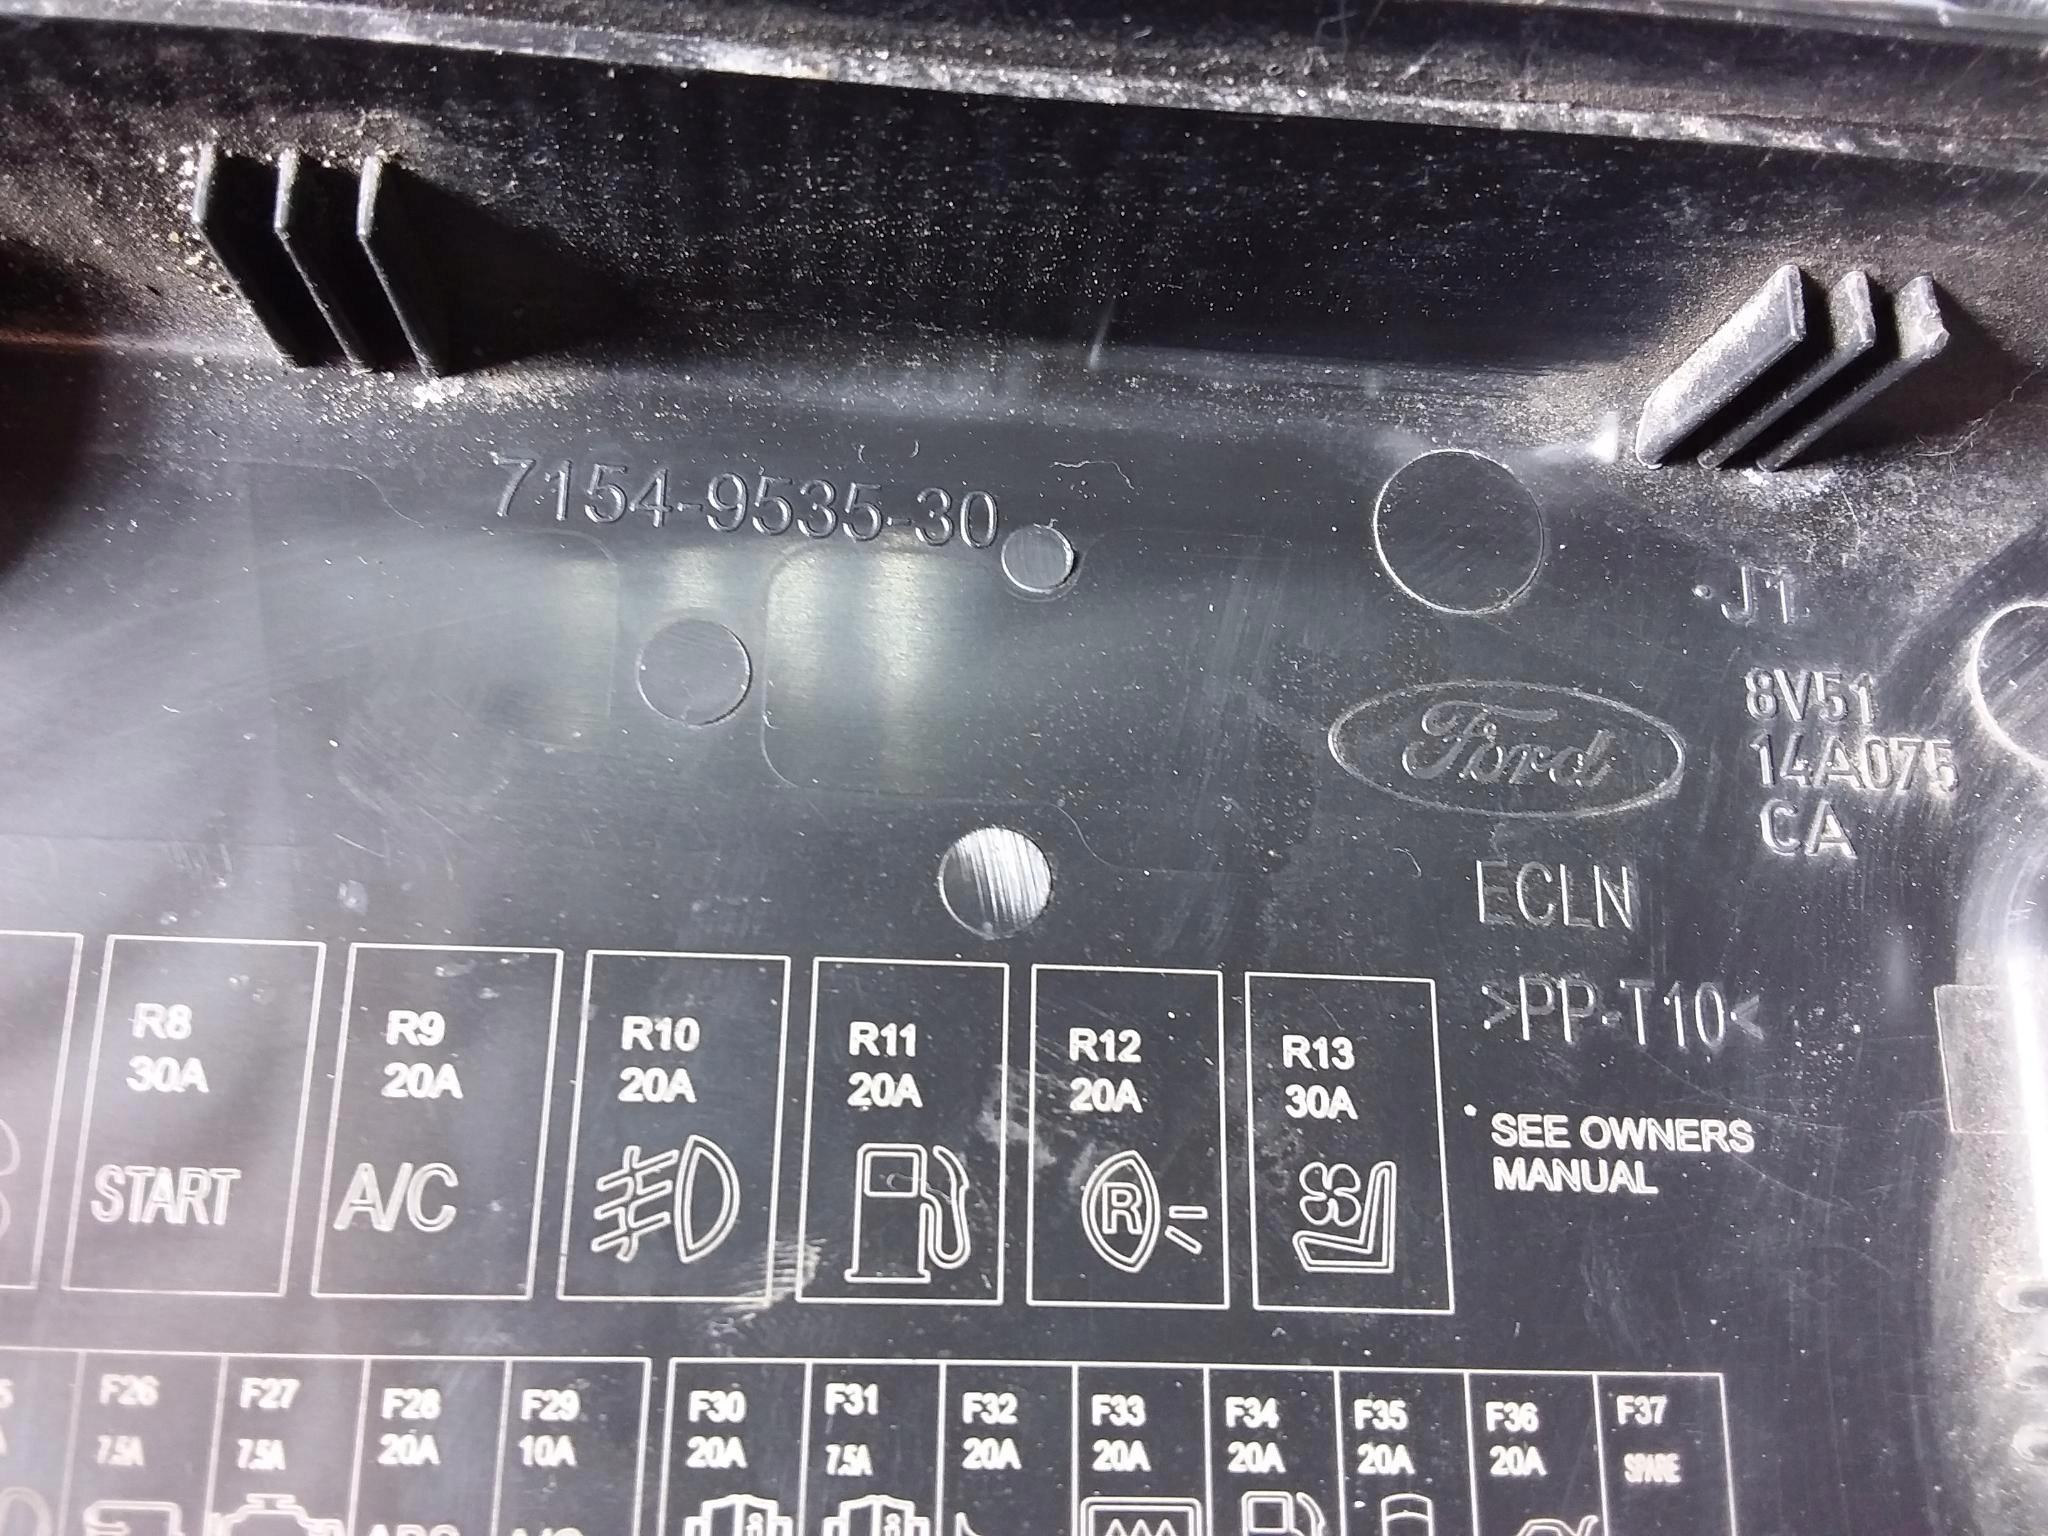 7154-9535-30
J1
Ford
8V51
14A075
CA
ECLN
>PP-T10<
R8
30A
START
R9
20A
A/C
R10
20A
R11
20A
R12
20A
R
R13
30A
SEE OWNERS
MANUAL
F26
7.5A
F27
7.5A
F28
20A
F29
10A
F30
20A
F31
7.5A
F32
20A
F33
20A
F34
20A
F35
20A
F36
20A
F37
SPARE